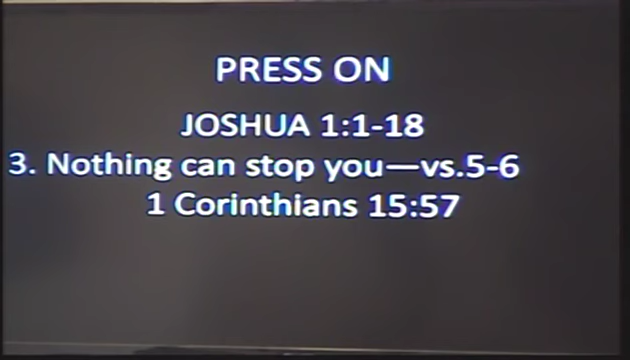 PRESS ON
JOSHUA 1:1-18
3. Nothing can stop you—vs.5-6
1 Corinthians 15:57